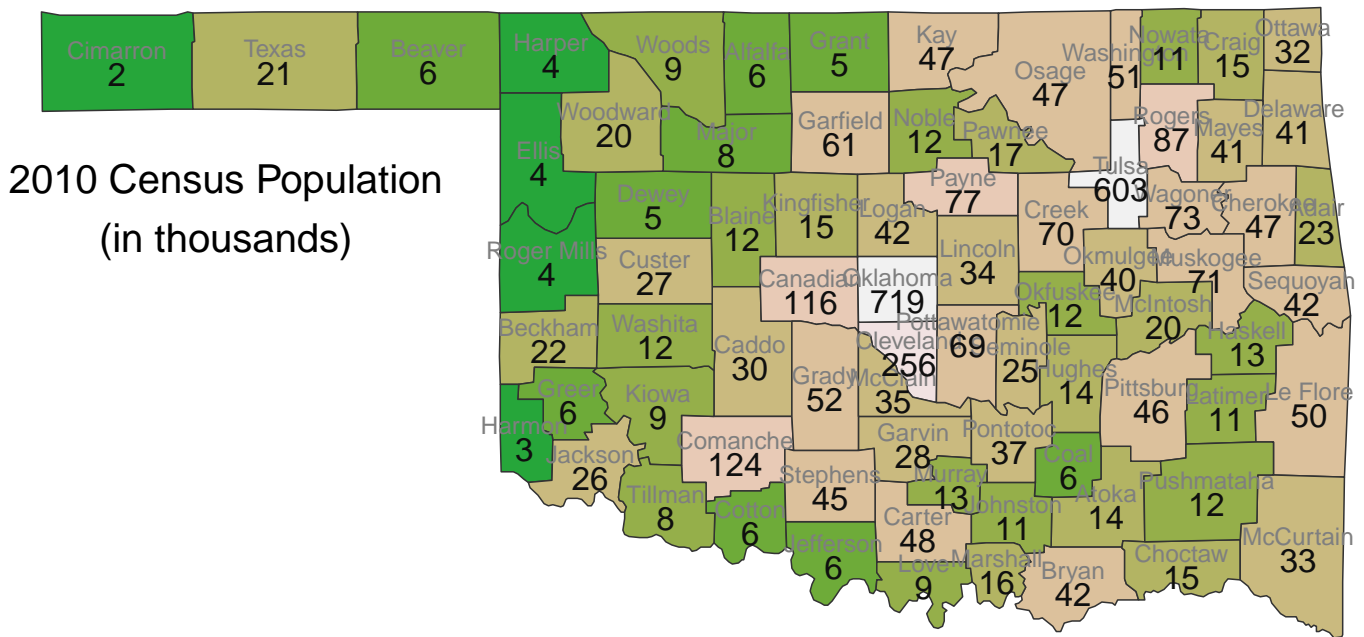 Cimarron
2
Texas
21
Beaver
6
Harper
4
Woods
9
Alfalfa
6
Grant
5
Kay
47
Osage
47
Washington
51
Nowata
11
Craig
15
Ottawa
32
Woodward
20
Major
8
Garfield
61
Noble
12
Pawnee
17
Rogers
87
Mayes
41
Delaware
41
2010 Census Population
(in thousands)
Ellis
4
Dewey
5
Blaine
12
Kingfisher
15
Logan
42
Payne
77
Creek
70
Tulsa
603
Wagoner
73
Cherokee
47
Adair
23
Roger Mills
4
Custer
27
Canadian
116
Oklahoma
719
Lincoln
34
Okmulgee
40
Muskogee
71
Sequoyah
42
Beckham
22
Washita
12
Caddo
30
Grady
52
Cleveland
256
McClain
35
Pottawatomie
69
Seminole
25
Okfuskee
12
Hughes
14
McIntosh
20
Haskell
13
Pittsburg
46
Latimer
11
Le Flore
50
Harmon
3
Greer
6
Kiowa
9
Jackson
26
Comanche
124
Stephens
45
Garvin
28
Pontotoc
37
Coal
6
Tillman
8
Cotton
6
Jefferson
6
Murray
13
Carter
48
Johnston
11
Atoka
14
Pushmataha
12
Love
9
Marshall
16
Bryan
42
Choctaw
15
McCurtain
33